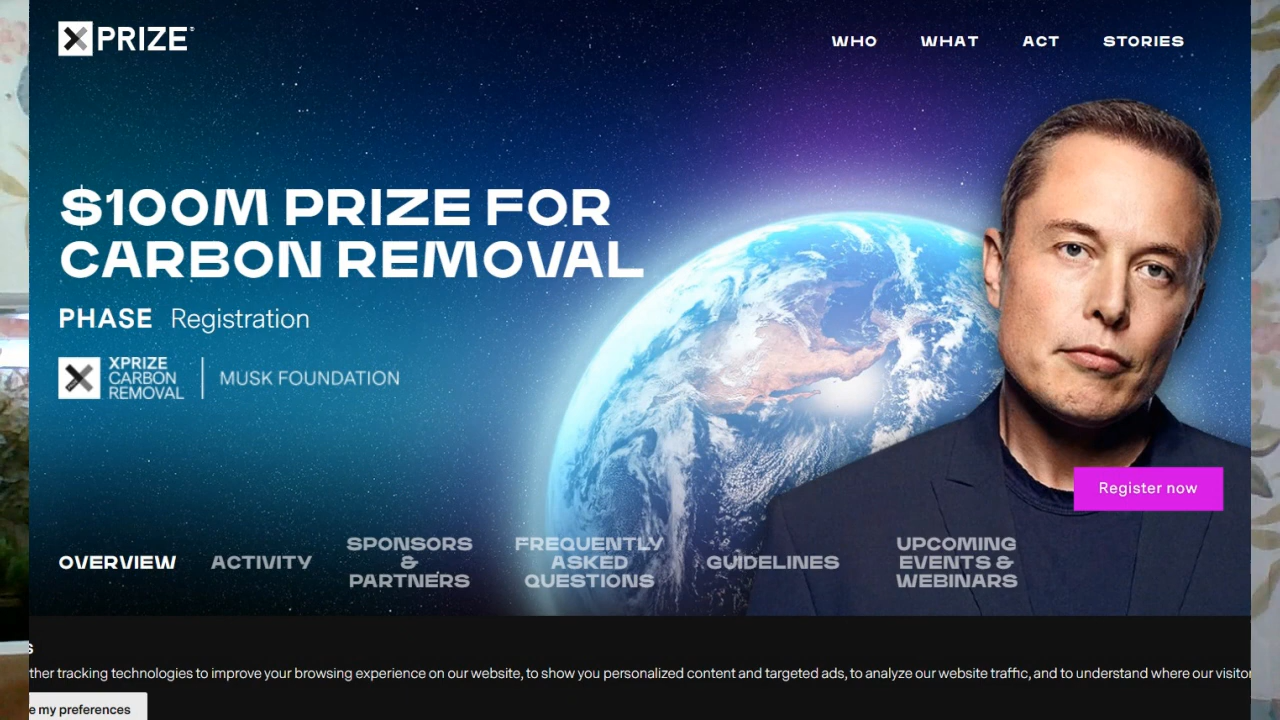 XPRIZE®
WHO WHAT ACT STORIES
$100M PRIZE FOR
CARBON REMOVAL
PHASE Registration
XPRIZE
CARBON
REMOVAL
MUSK FOUNDATION
Register now
OVERVIEW
ACTIVITY
SPONSORS
&
PARTNERS
FREQUENTLY
ASKED
QUESTIONS
GUIDELINES
UPCOMING
EVENTS &
WEBINARS
s
ther tracking technologies to improve your browsing experience on our website, to show you personalized content and targeted ads, to analyze our website traffic, and to understand where our visitor
e my preferences